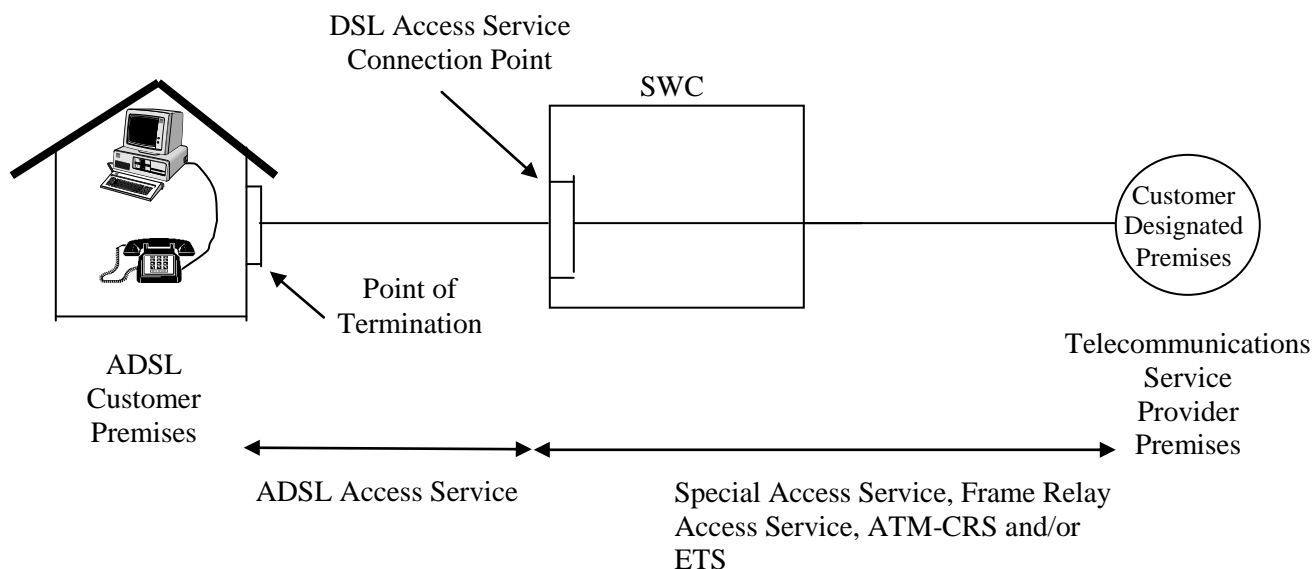 DSL Access Service
Connection Point
SWC
Customer
Designated
Premises
Point of
Termination
ADSL
Customer
Premises
Telecommunications
Service
Provider
Premises
ADSL Access Service
Special Access Service, Frame Relay
Access Service, ATM-CRS and/or
ETS